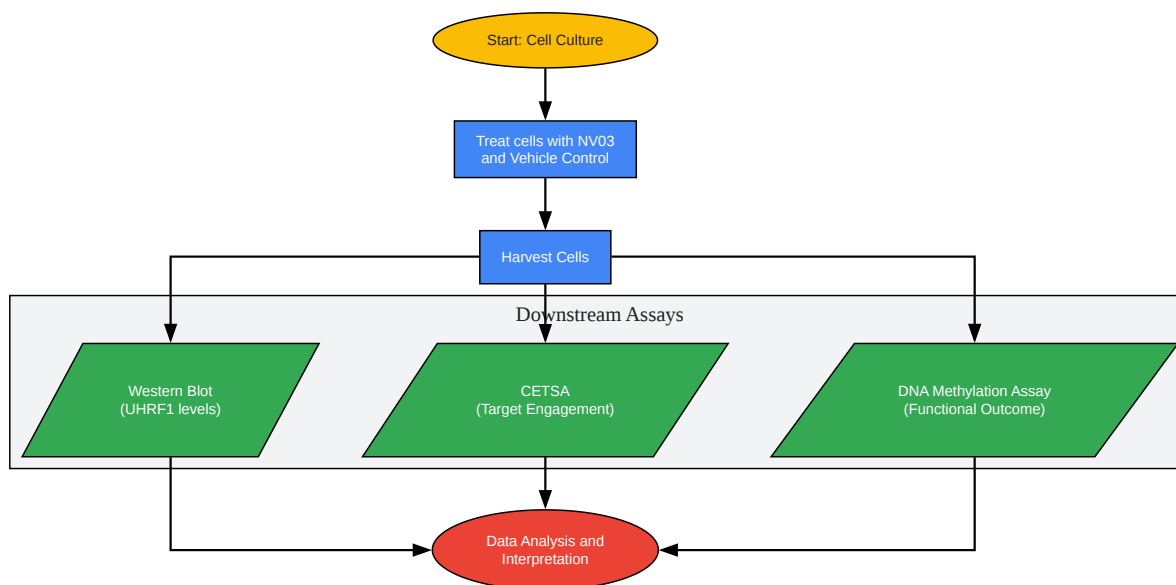 Start: Cell Culture
Treat cells with NV03
and Vehicle Control
Harvest Cells
Downstream Assays
Western Blot
(UHRF1 levels)
CETSA
(Target Engagement)
DNA Methylation Assay
(Functional Outcome)
Data Analysis and
Interpretation